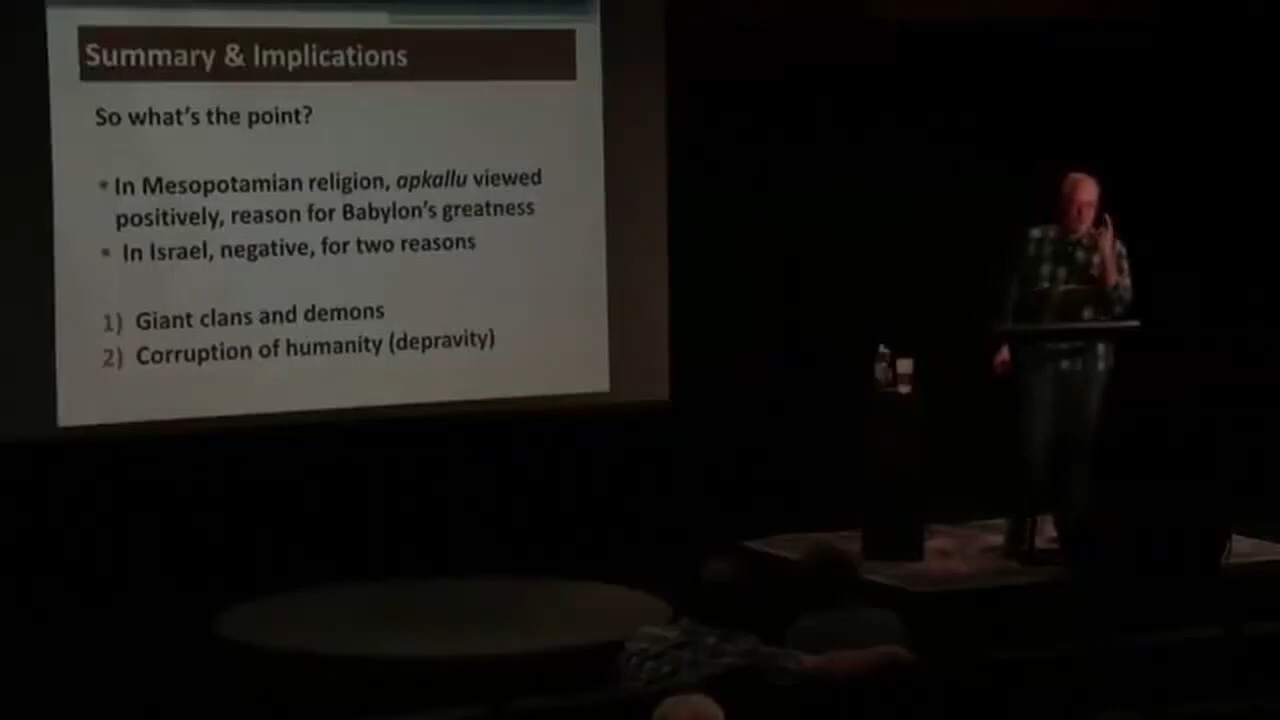 Summary & Implications
So what's the point?
• In Mesopotamian religion, apkallu viewed
positively, reason for Babylon's greatness
• In Israel, negative, for two reasons
1) Giant clans and demons
2) Corruption of humanity (depravity)